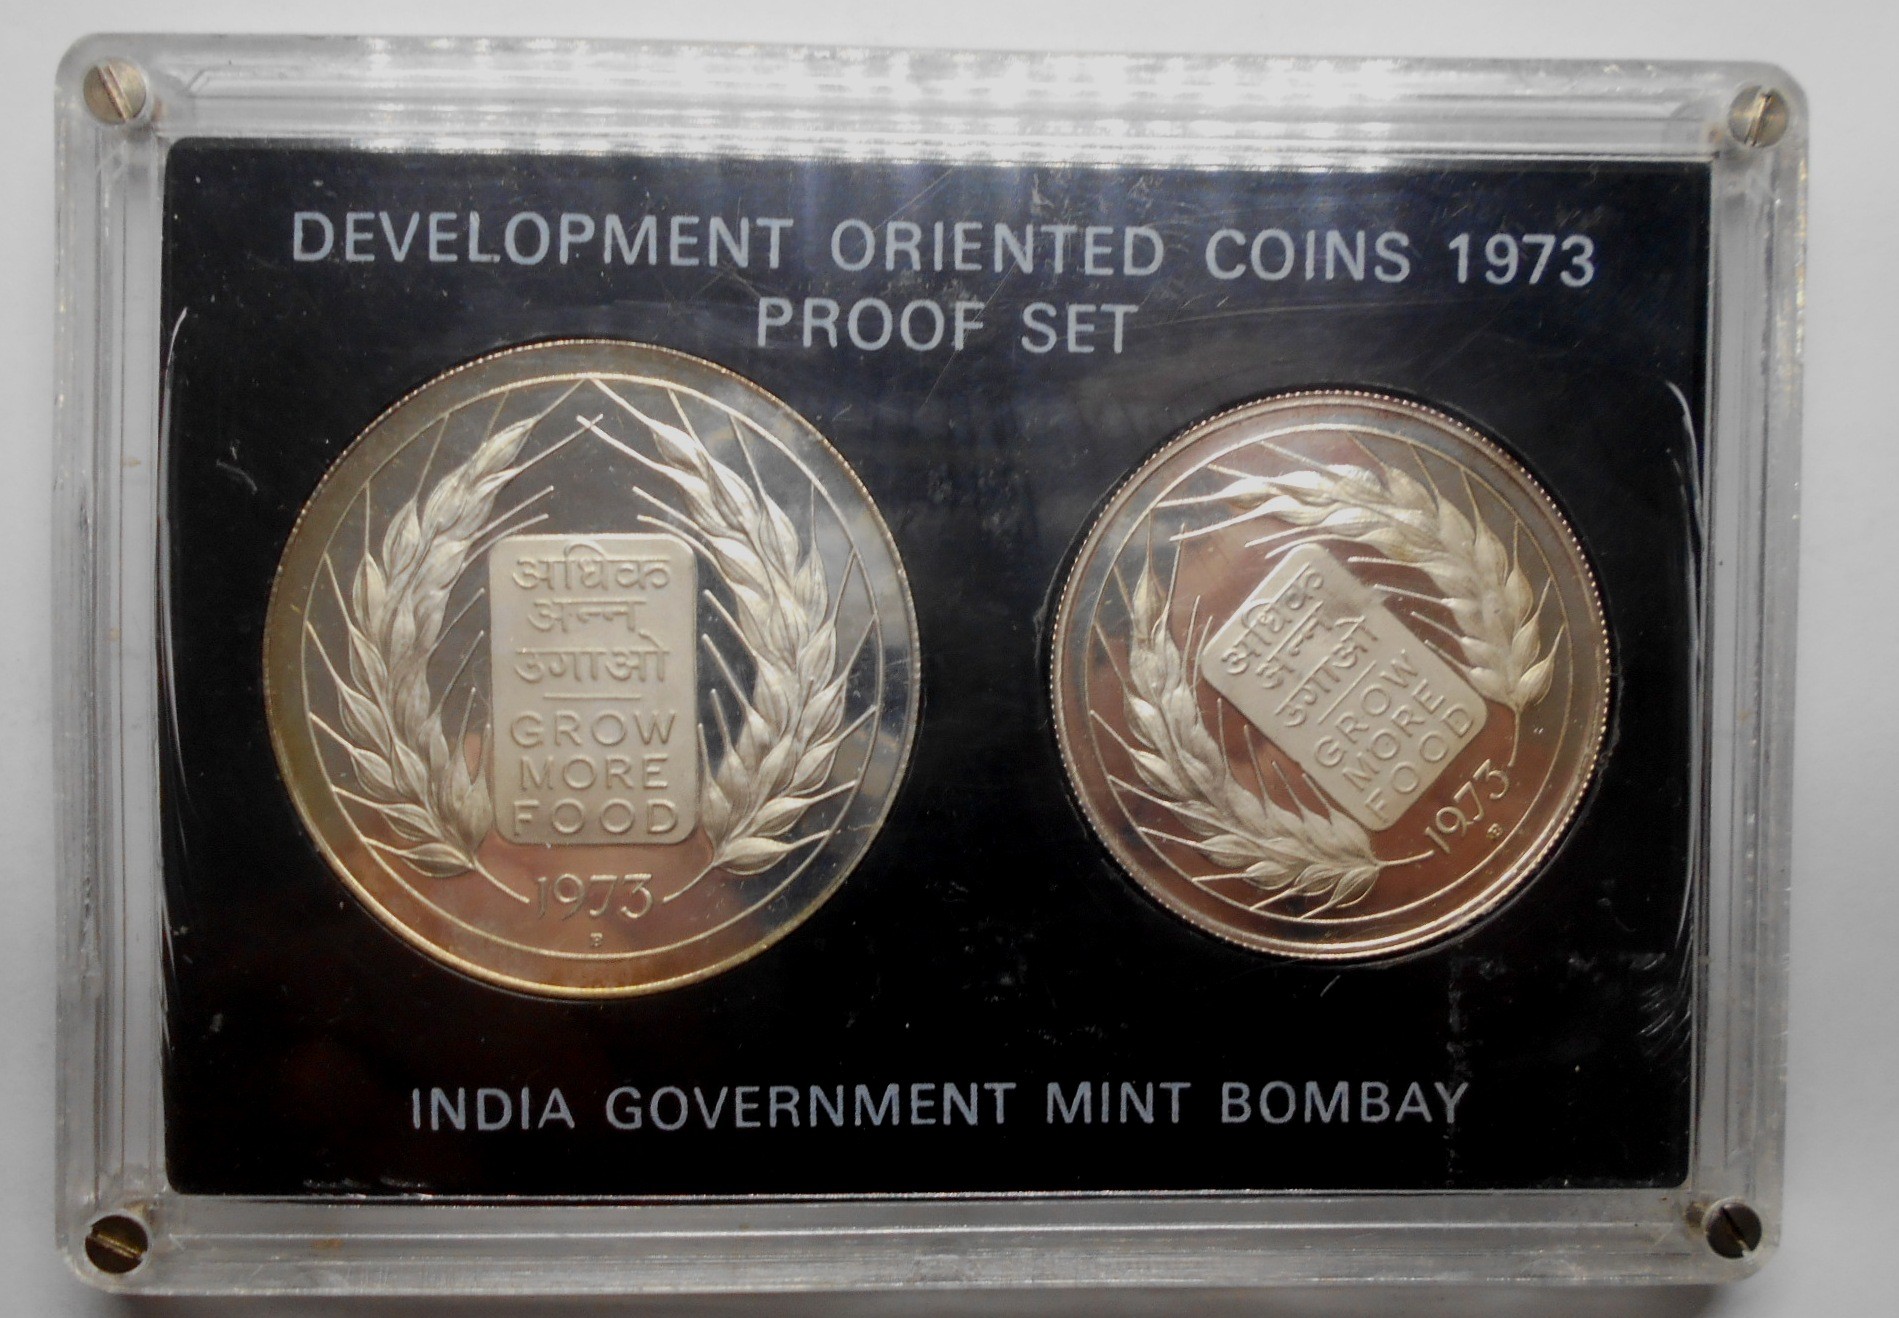 DEVELOPMENT ORIENTED COINS 1973
PROOF SET
अधिक
अन्न
उगाओ
GROW
MORE
FOOD
1973
B
अधिक
अन्न
उगाओ
GROW
MORE
FOOD
1973
B
INDIA GOVERNMENT MINT BOMBAY